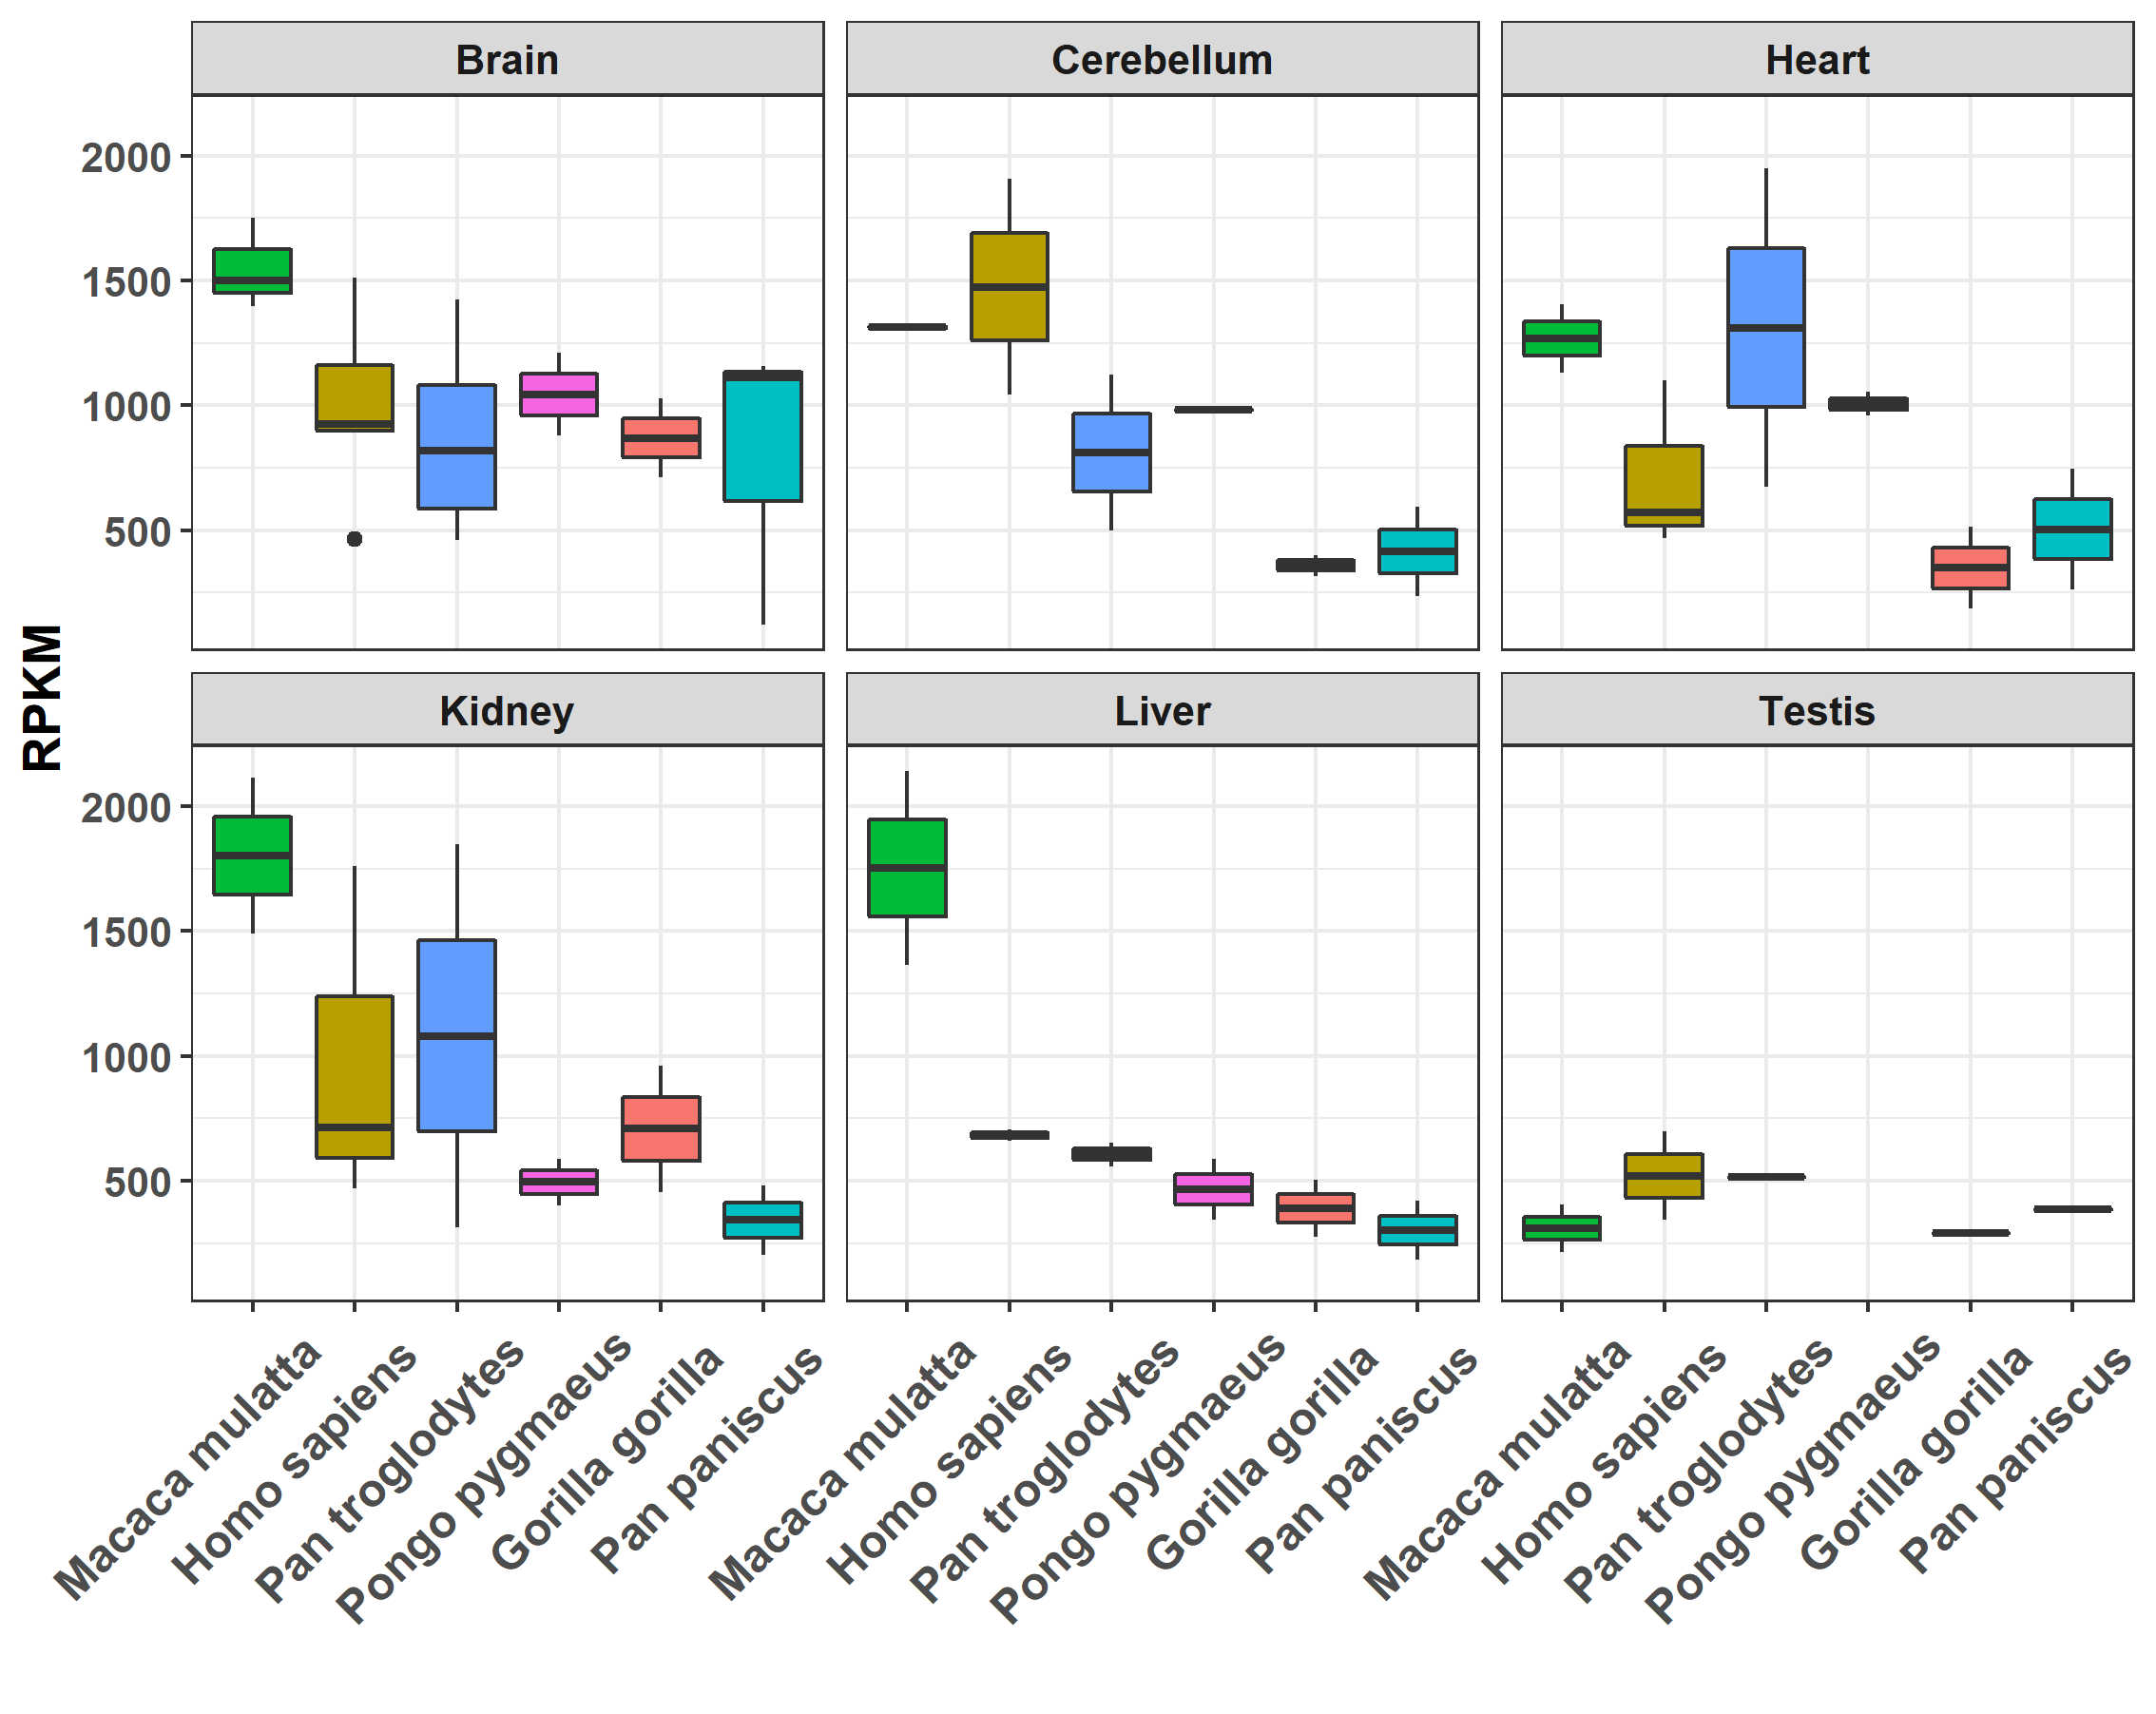 Brain Cerebellum Heart
2000
1500
1000
500
RPKM
Kidney Liver Testis
2000
1500
1000
500
Macaca mulatta
Homo sapiens
Pan troglodytes
Pongo pygmaeus
Gorilla gorilla
Pan paniscus
Macaca mulatta
Homo sapiens
Pan troglodytes
Pongo pygmaeus
Gorilla gorilla
Pan paniscus
Macaca mulatta
Homo sapiens
Pan troglodytes
Pongo pygmaeus
Gorilla gorilla
Pan paniscus